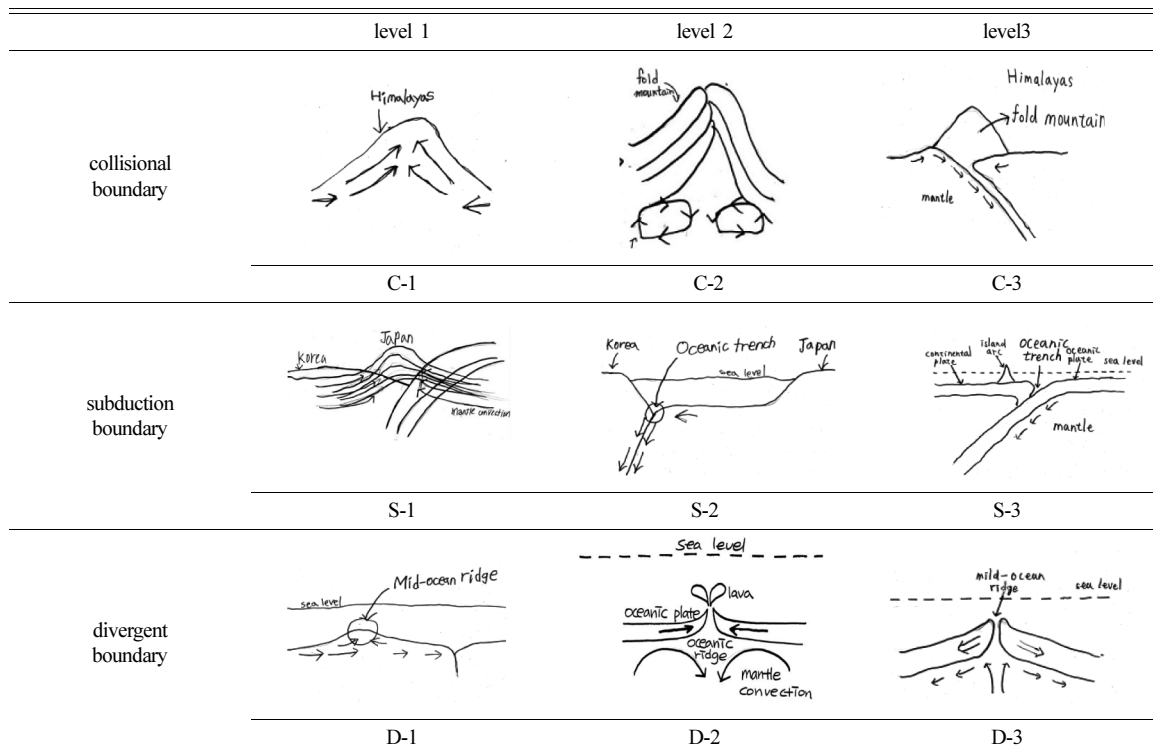 level 1 level 2 level3
collisional
boundary
Himalayas
fold
mountain
Himalayas
fold mountain
mantle
C-1 C-2 C-3
subduction
boundary
Korea
Japan
mantle convection
Korea
Oceanic trench
Japan
sea level
continental
plate
island
arc
oceanic
trench
oceanic
plate
sea level
mantle
S-1 S-2 S-3
divergent
boundary
Mid-ocean ridge
sea level
sea level
lava
oceanic plate
oceanic
ridge
mantle
convection
mild-ocean
ridge
sea level
D-1 D-2 D-3